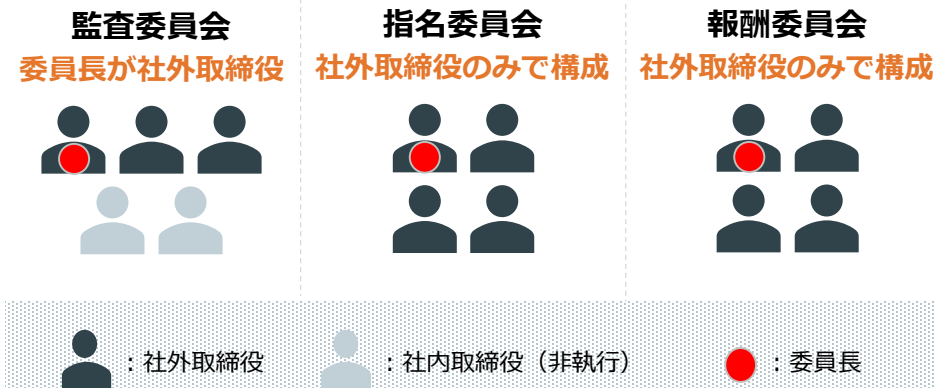 監査委員会
委員長が社外取締役
指名委員会
社外取締役のみで構成
報酬委員会
社外取締役のみで構成
：社外取締役
：社内取締役（非執行）
：委員長